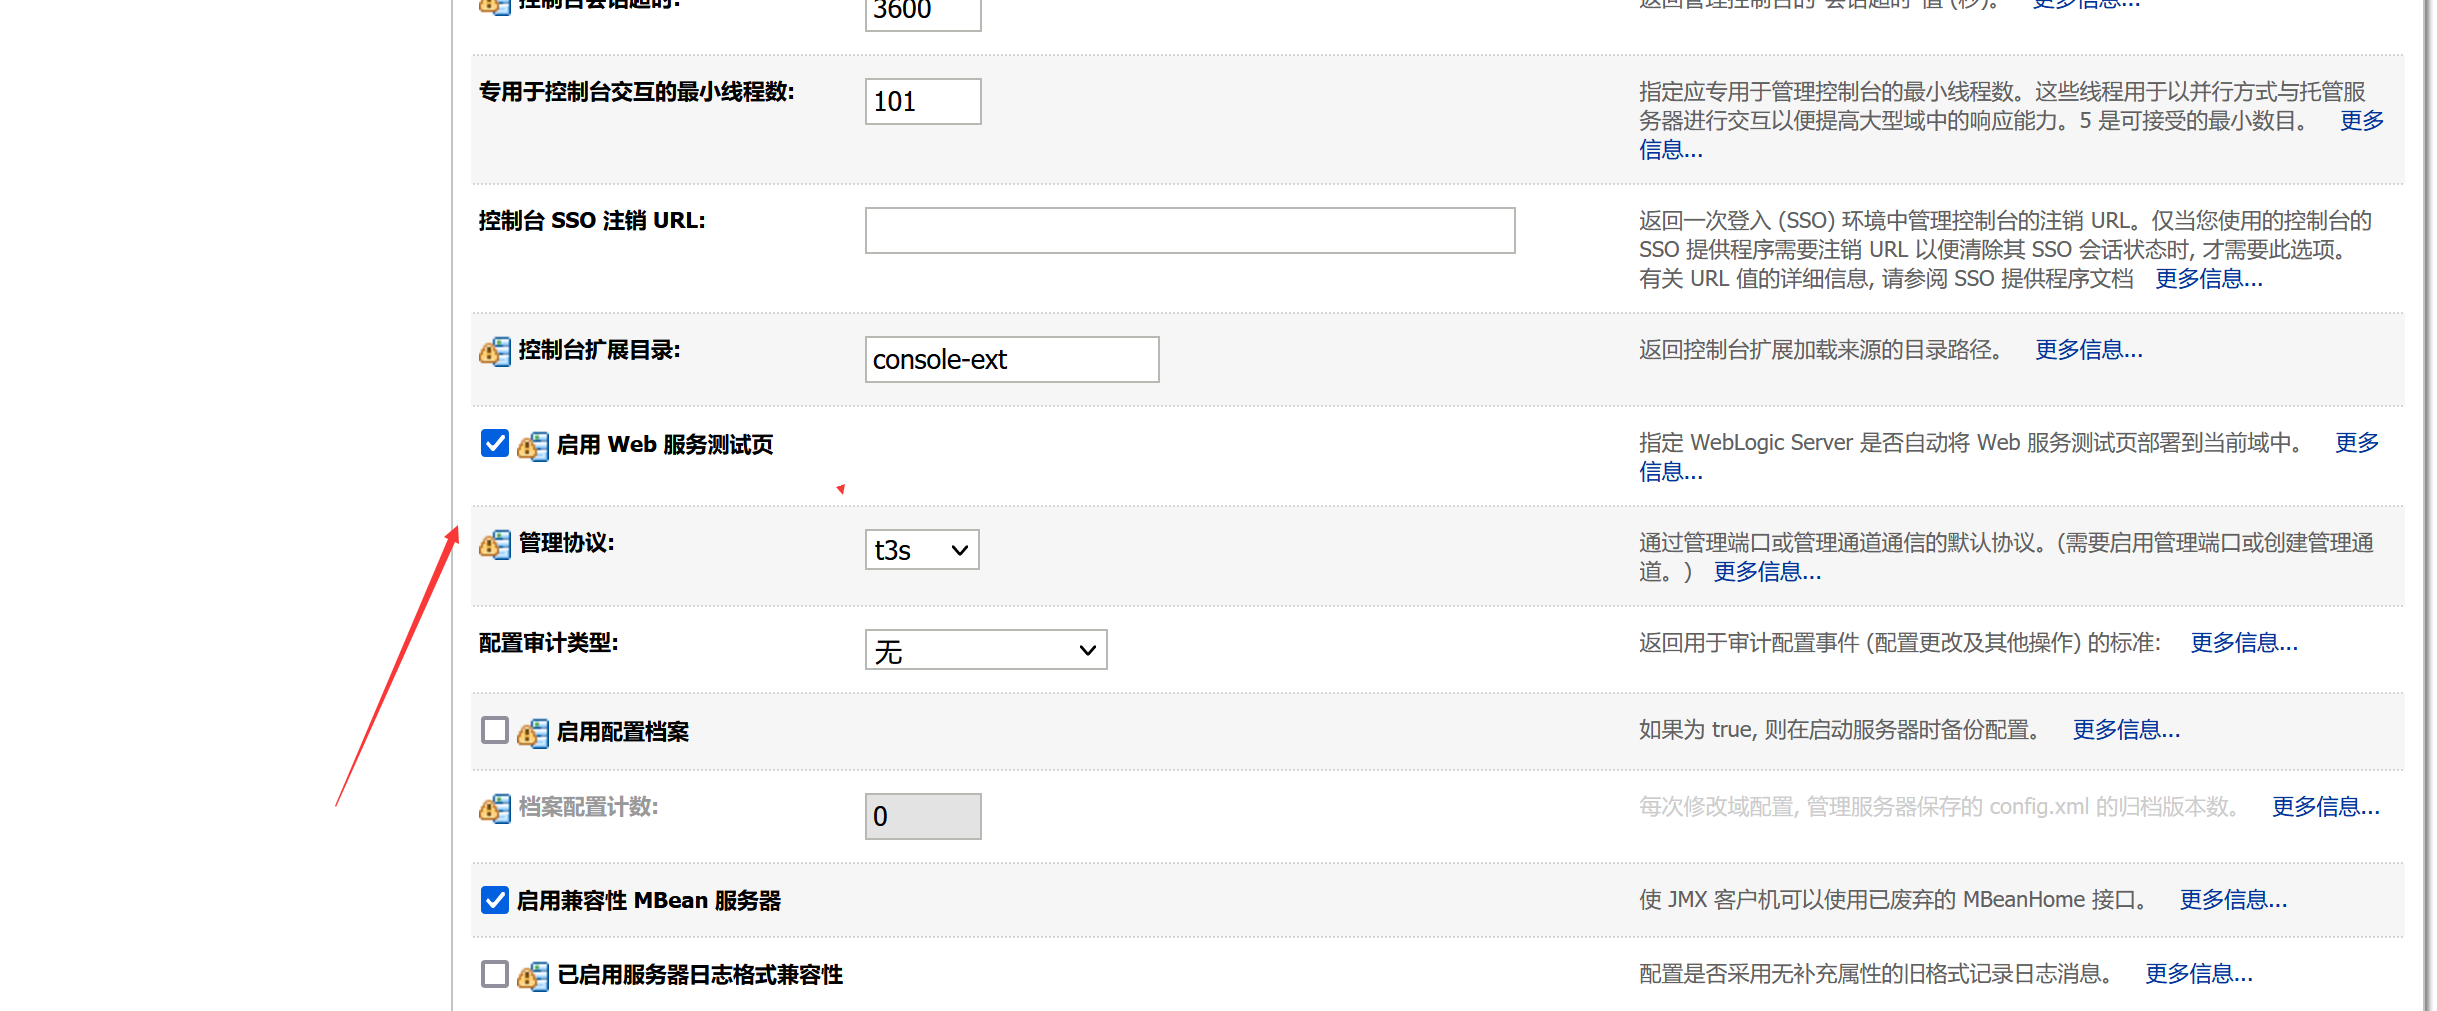 控制台会话超时:
3600
返回管理控制台的"会话超时"值 (秒)。 更多信息...
专用于控制台交互的最小线程数:
101
指定应专用于管理控制台的最小线程数。这些线程用于以并行方式与托管服
务器进行交互以便提高大型域中的响应能力。5 是可接受的最小数目。 更多
信息...
控制台 SSO 注销 URL:
返回一次登入 (SSO) 环境中管理控制台的注销 URL。仅当您使用的控制台的
SSO 提供程序需要注销 URL 以便清除其 SSO 会话状态时, 才需要此选项。
有关 URL 值的详细信息, 请参阅 SSO 提供程序文档 更多信息...
控制台扩展目录:
console-ext
返回控制台扩展加载来源的目录路径。 更多信息...
启用 Web 服务测试页
指定 WebLogic Server 是否自动将 Web 服务测试页部署到当前域中。 更多
信息...
管理协议:
t3s
通过管理端口或管理通道通信的默认协议。(需要启用管理端口或创建管理通
道。) 更多信息...
配置审计类型:
无
返回用于审计配置事件 (配置更改及其他操作) 的标准: 更多信息...
启用配置档案
如果为 true, 则在启动服务器时备份配置。 更多信息...
档案配置计数:
0
每次修改域配置, 管理服务器保存的 config.xml 的归档版本数。 更多信息...
启用兼容性 MBean 服务器
使 JMX 客户机可以使用已废弃的 MBeanHome 接口。 更多信息...
已启用服务器日志格式兼容性
配置是否采用无补充属性的旧格式记录日志消息。 更多信息...